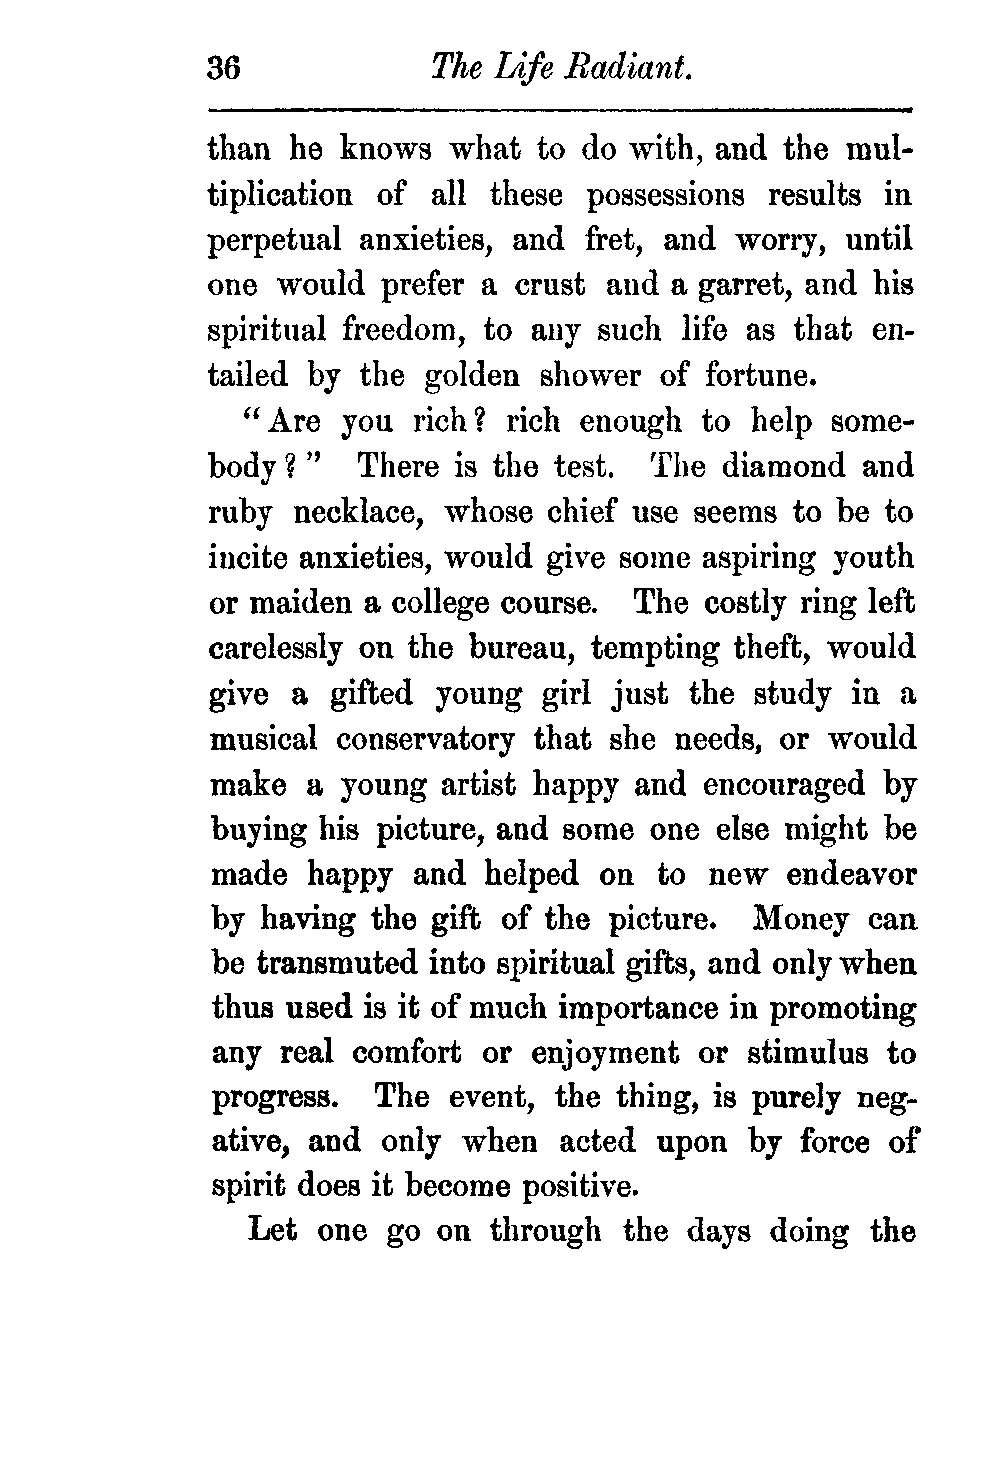 36 The Life Radiant.
than he knows what to do with, and the mul-
tiplication of all these possessions results in
perpetual anxieties, and fret, and worry, until
one would prefer a crust and a garret, and his
spiritual freedom, to any such life as that en-
tailed by the golden shower of fortune.
“Are you rich? rich enough to help some-
body?” There is the test. The diamond and
ruby necklace, whose chief use seems to be to
incite anxieties, would give some aspiring youth
or maiden a college course. The costly ring left
carelessly on the bureau, tempting theft, would
give a gifted young girl just the study in a
musical conservatory that she needs, or would
make a young artist happy and encouraged by
buying his picture, and some one else might be
made happy and helped on to new endeavor
by having the gift of the picture. Money can
be transmuted into spiritual gifts, and only when
thus used is it of much importance in promoting
any real comfort or enjoyment or stimulus to
progress. The event, the thing, is purely neg-
ative, and only when acted upon by force of
spirit does it become positive.
Let one go on through the days doing the